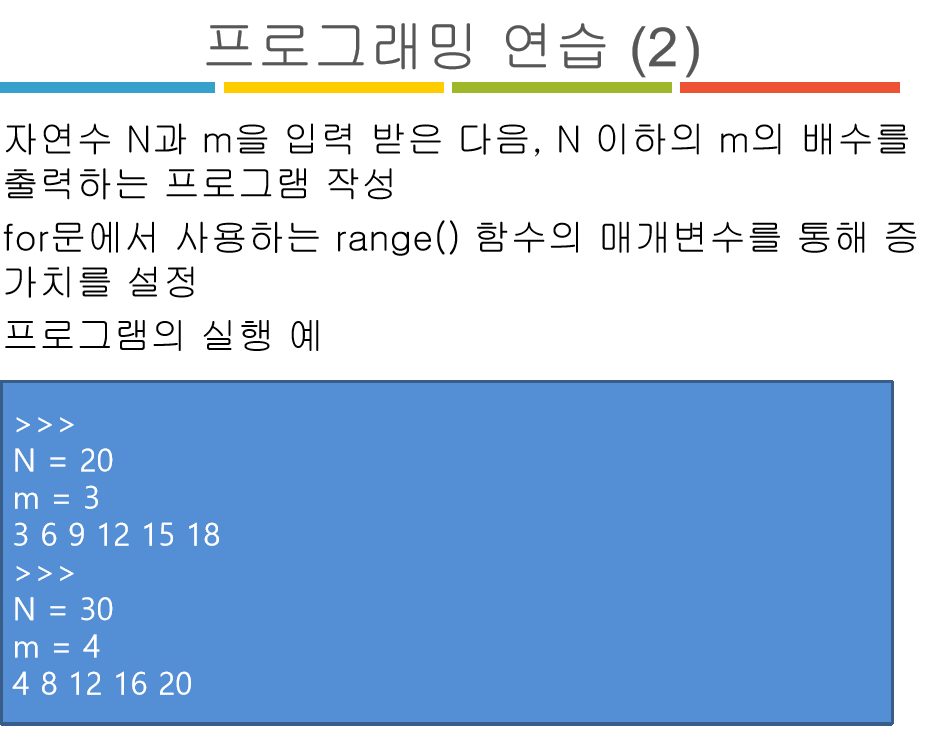 프로그래밍 연습 (2)
자연수 N과 m을 입력 받은 다음, N 이하의 m의 배수를
출력하는 프로그램 작성
for문에서 사용하는 range() 함수의 매개변수를 통해 증
가치를 설정
프로그램의 실행 예
>>>
N = 20
m = 3
3 6 9 12 15 18
>>>
N = 30
m = 4
4 8 12 16 20